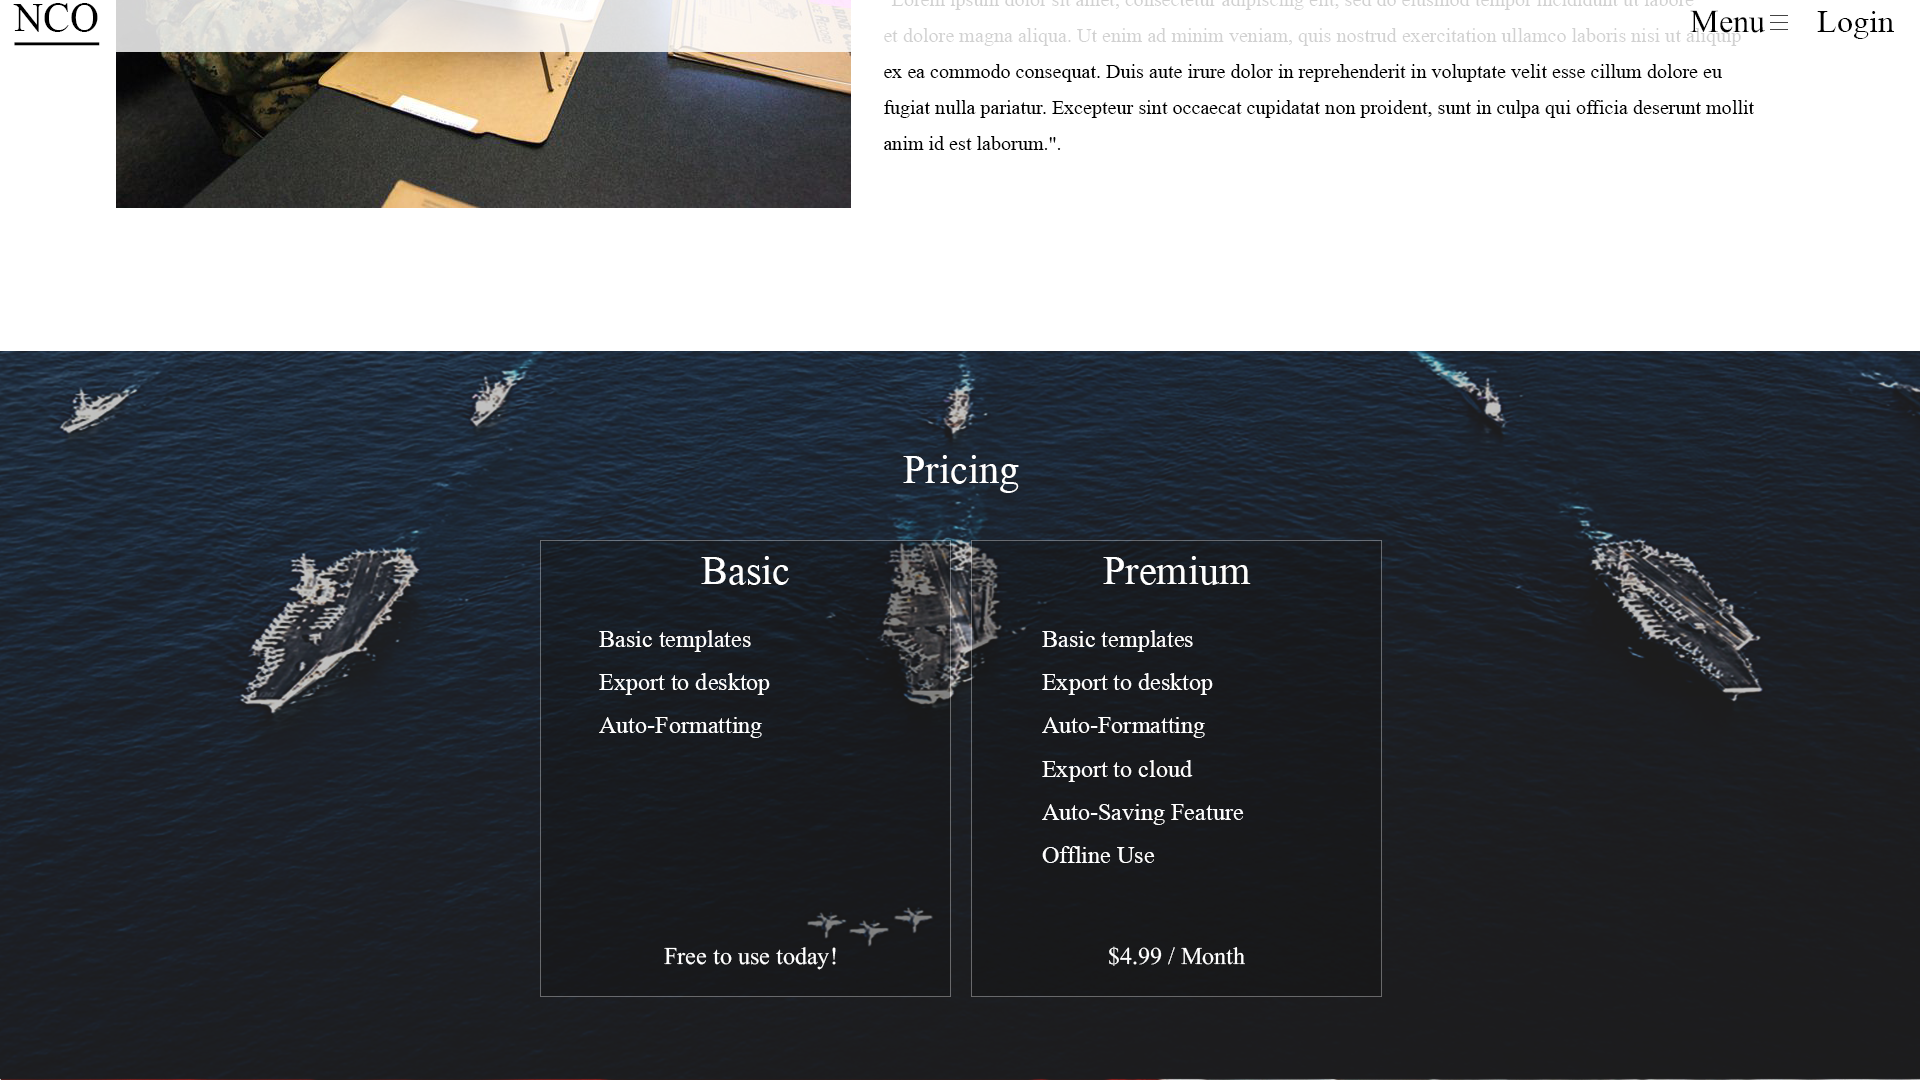 NCO
Menu
Login
"Lorem ipsum dolor sit amet, consectetur adipiscing elit, sed do eiusmod tempor incididunt ut labore
et dolore magna aliqua. Ut enim ad minim veniam, quis nostrud exercitation ullamco laboris nisi ut aliquip
ex ea commodo consequat. Duis aute irure dolor in reprehenderit in voluptate velit esse cillum dolore eu
fugiat nulla pariatur. Excepteur sint occaecat cupidatat non proident, sunt in culpa qui officia deserunt mollit
anim id est laborum.".
Pricing
Basic
Basic templates
Export to desktop
Auto-Formatting
Free to use today!
Premium
Basic templates
Export to desktop
Auto-Formatting
Export to cloud
Auto-Saving Feature
Offline Use
$4.99 / Month